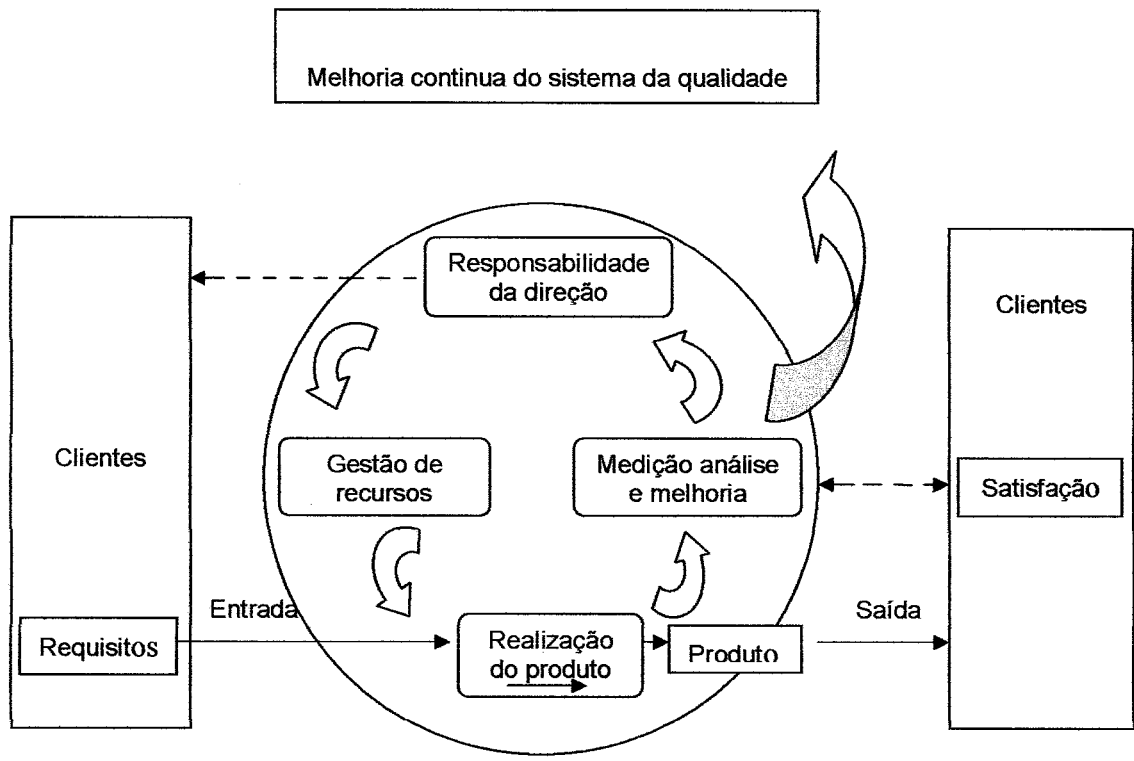 Melhoria continua do sistema da qualidade
Responsabilidade
da direção
Clientes
Clientes
Gestão de
recursos
Medição análise
e melhoria
Satisfação
Entrada
Saída
Requisitos
Realização
do produto
Produto